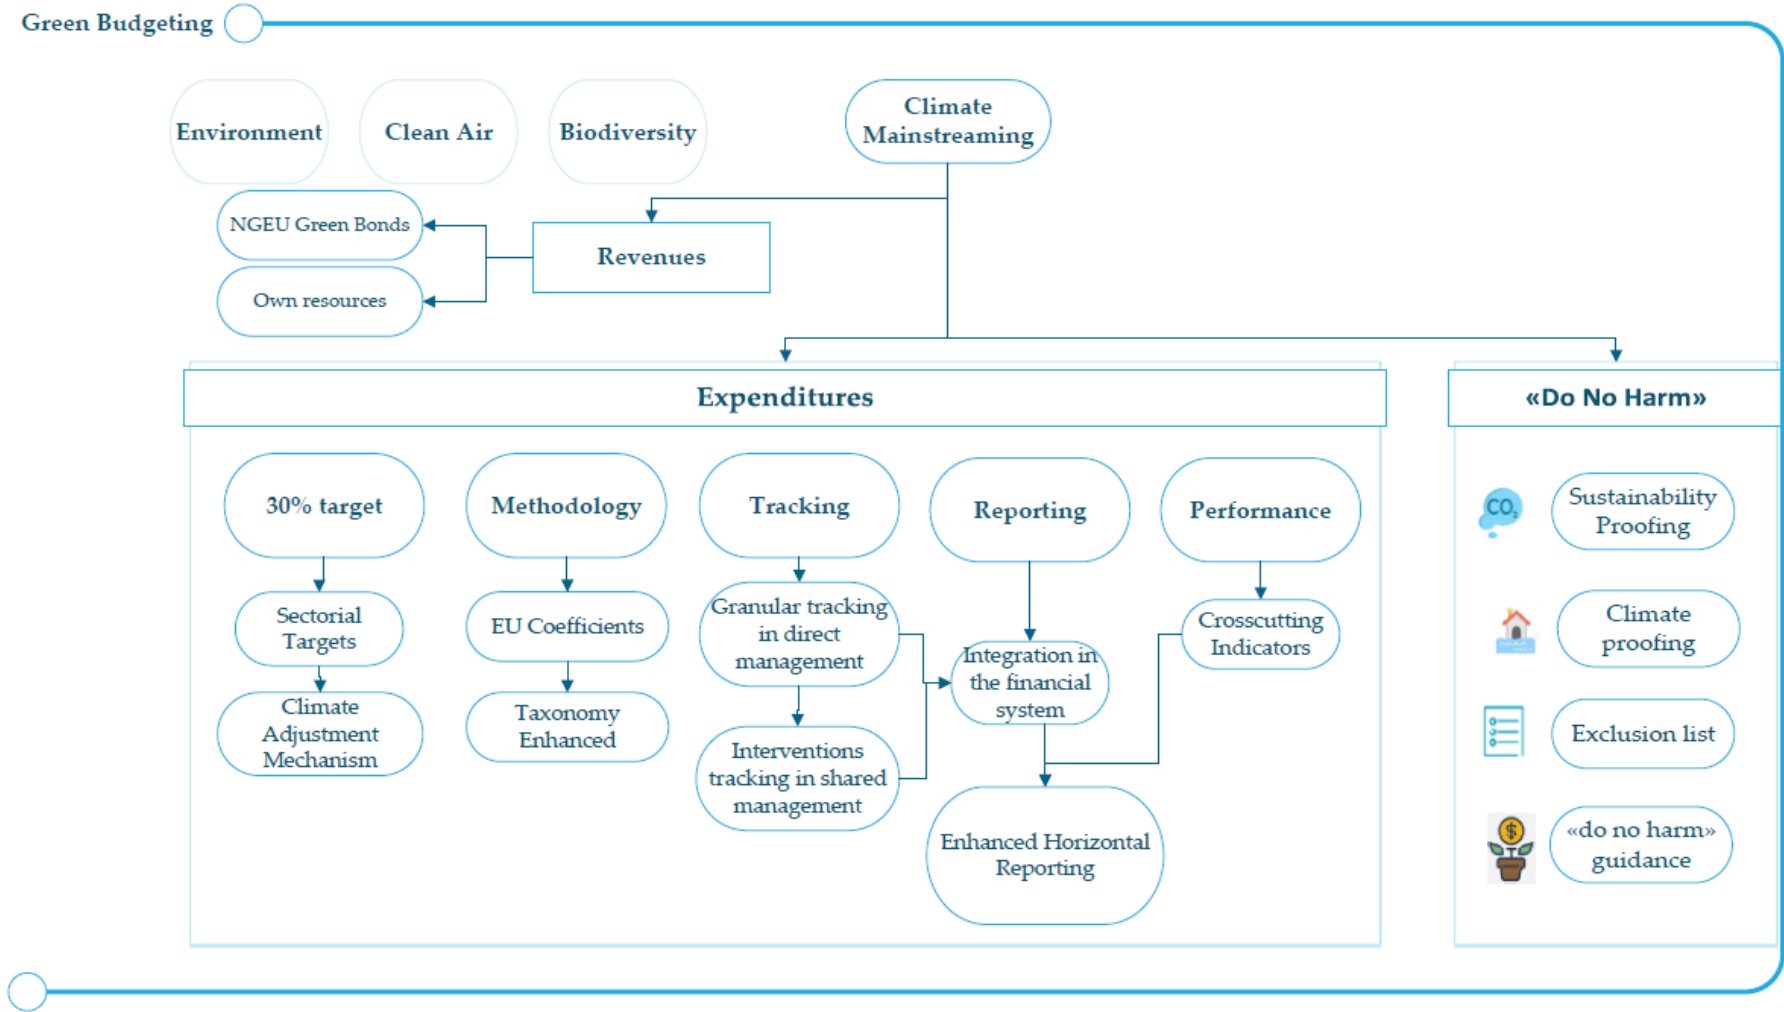 Green Budgeting
Environment
Clean Air
Biodiversity
Climate
Mainstreaming
NGEU Green Bonds
Own resources
Revenues
Expenditures
«Do No Harm»
30% target
Methodology
Tracking
Reporting
Performance
Sectorial
Targets
Climate
Adjustment
Mechanism
EU Coefficients
Taxonomy
Enhanced
Granular tracking
in direct
management
Interventions
tracking in shared
management
Integration in
the financial
system
Enhanced Horizontal
Reporting
Crosscutting
Indicators
CO₂
Sustainability
Proofing
Climate
proofing
Exclusion list
$
«do no harm»
guidance